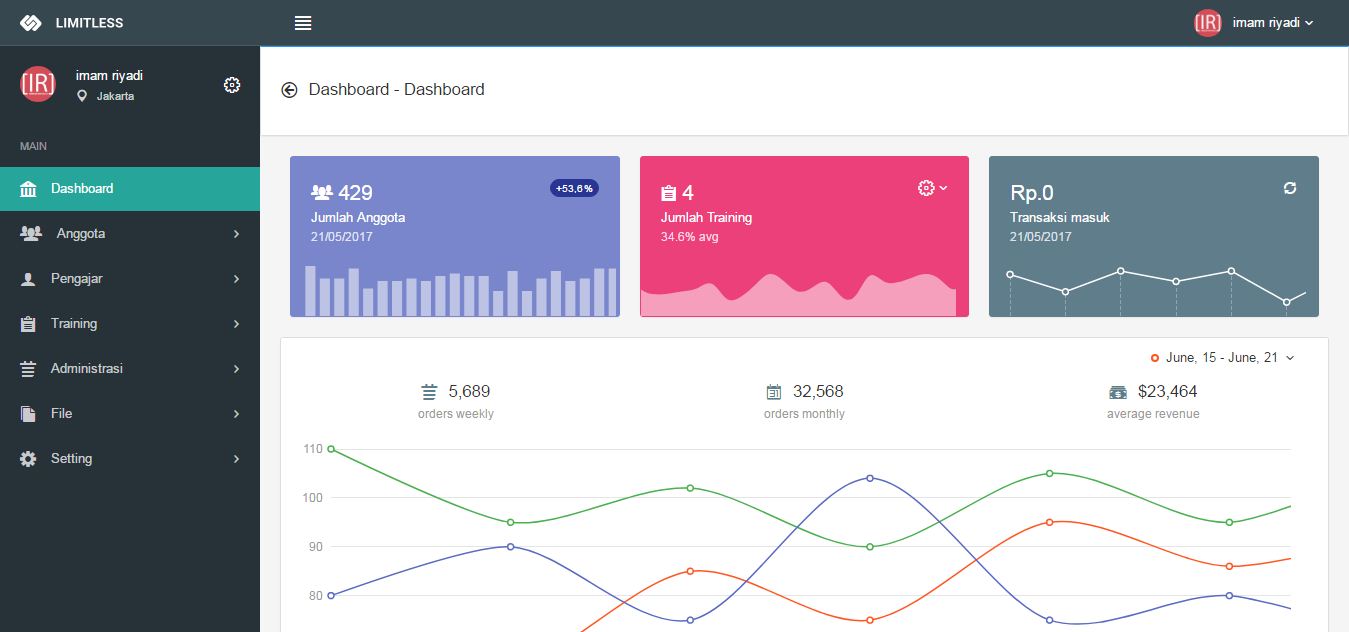 LIMITLESS
imam riyadi
[IR]
[IR]
imam riyadi
Jakarta
MAIN
Dashboard
Anggota
Pengajar
Training
Administrasi
File
Setting
Dashboard - Dashboard
429
+53,6%
Jumlah Anggota
21/05/2017
4
Jumlah Training
34.6% avg
Rp.0
Transaksi masuk
21/05/2017
June, 15 - June, 21
5,689
orders weekly
31
32,568
orders monthly
$23,464
average revenue
110
100
90
80